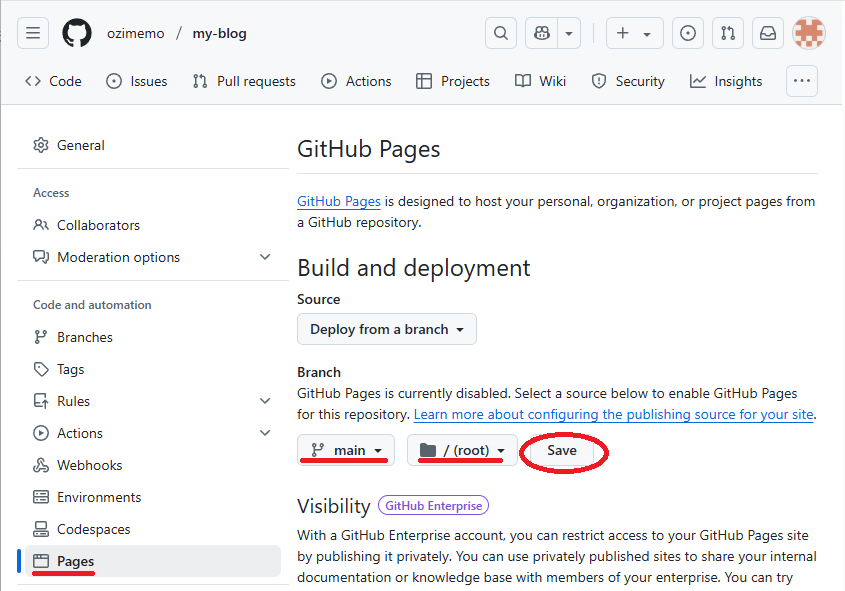 ozimemo / my-blog
Code Issues Pull requests Actions Projects Wiki Security Insights
General
Access
Collaborators
Moderation options
Code and automation
Branches
Tags
Rules
Actions
Webhooks
Environments
Codespaces
Pages
GitHub Pages
GitHub Pages is designed to host your personal, organization, or project pages from
a GitHub repository.
Build and deployment
Source
Deploy from a branch
Branch
GitHub Pages is currently disabled. Select a source below to enable GitHub Pages
for this repository. Learn more about configuring the publishing source for your site.
main / (root) Save
Visibility GitHub Enterprise
With a GitHub Enterprise account, you can restrict access to your GitHub Pages site
by publishing it privately. You can use privately published sites to share your internal
documentation or knowledge base with members of your enterprise. You can try